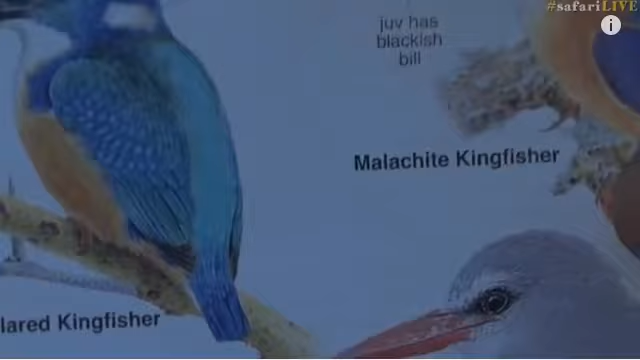 #safariLIVE
juv has
blackish
bill
Malachite Kingfisher
lared Kingfisher